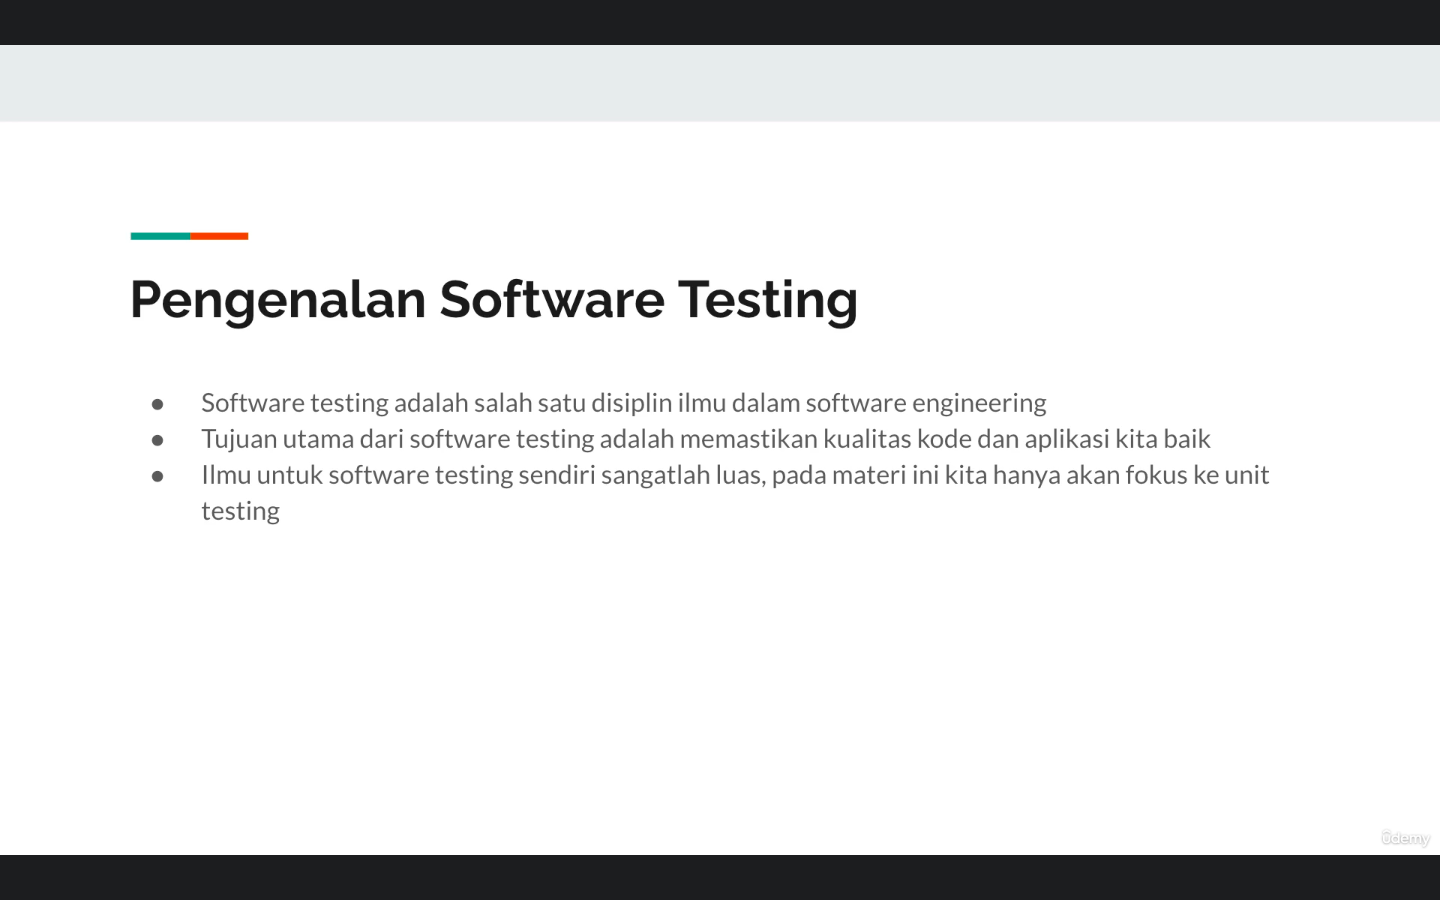 Pengenalan Software Testing
● Software testing adalah salah satu disiplin ilmu dalam software engineering
● Tujuan utama dari software testing adalah memastikan kualitas kode dan aplikasi kita baik
● Ilmu untuk software testing sendiri sangatlah luas, pada materi ini kita hanya akan fokus ke unit
testing
ûdemy